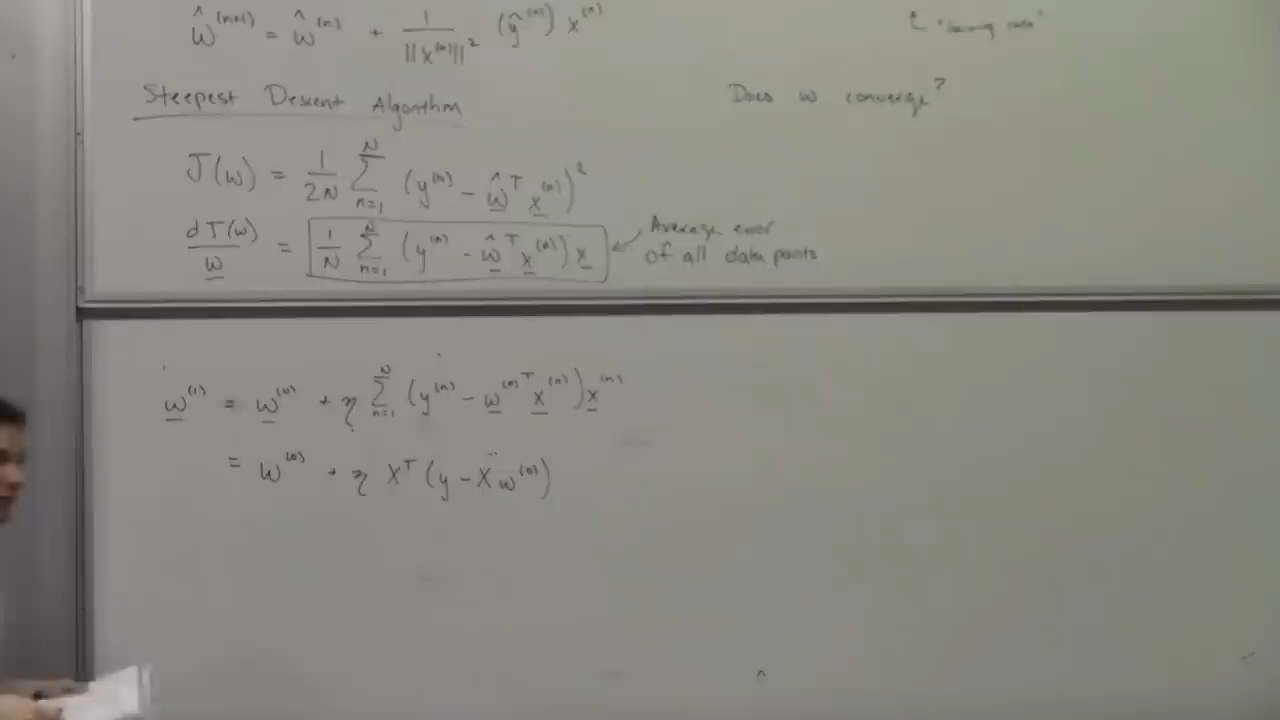 ŵ^(n+1) = ŵ^(n) + 1/||x^(n)||² (ỹ^(n)) x^(n)
Steepest Descent Algorithm
Does w converge?
J(w) = 1/2N Σ_{n=1}^{N} (y^(n) - ŵ^T x^(n))²
dJ(w)/w = 1/N Σ_{n=1}^{N} (y^(n) - ŵ^T x^(n)) x
Average error
of all data points
w^(1) = w^(0) + η Σ_{n=1}^{N} (y^(n) - w^(0)T x^(n)) x^(n)
= w^(0) + η X^T (y - X w^(0))